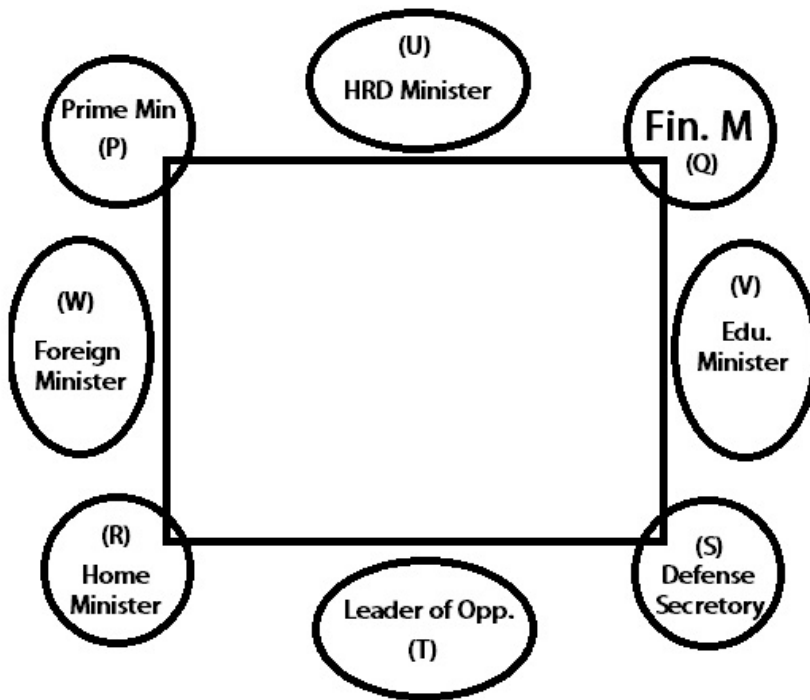 (U)
HRD Minister
Prime Min
(P)
Fin. M
(Q)
(W)
Foreign
Minister
(V)
Edu.
Minister
(R)
Home
Minister
Leader of Opp.
(T)
(S)
Defense
Secretory